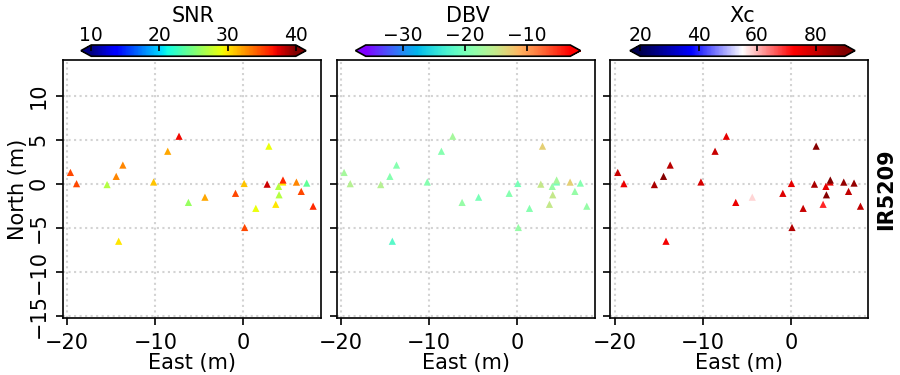 SNR DBV Xc
10 20 30 40 −30 −20 −10 20 40 60 80
10
5
0
−5
−10
−15
North (m)
IR5209
−20 −10 0 −20 −10 0 −20 −10 0
East (m) East (m) East (m)